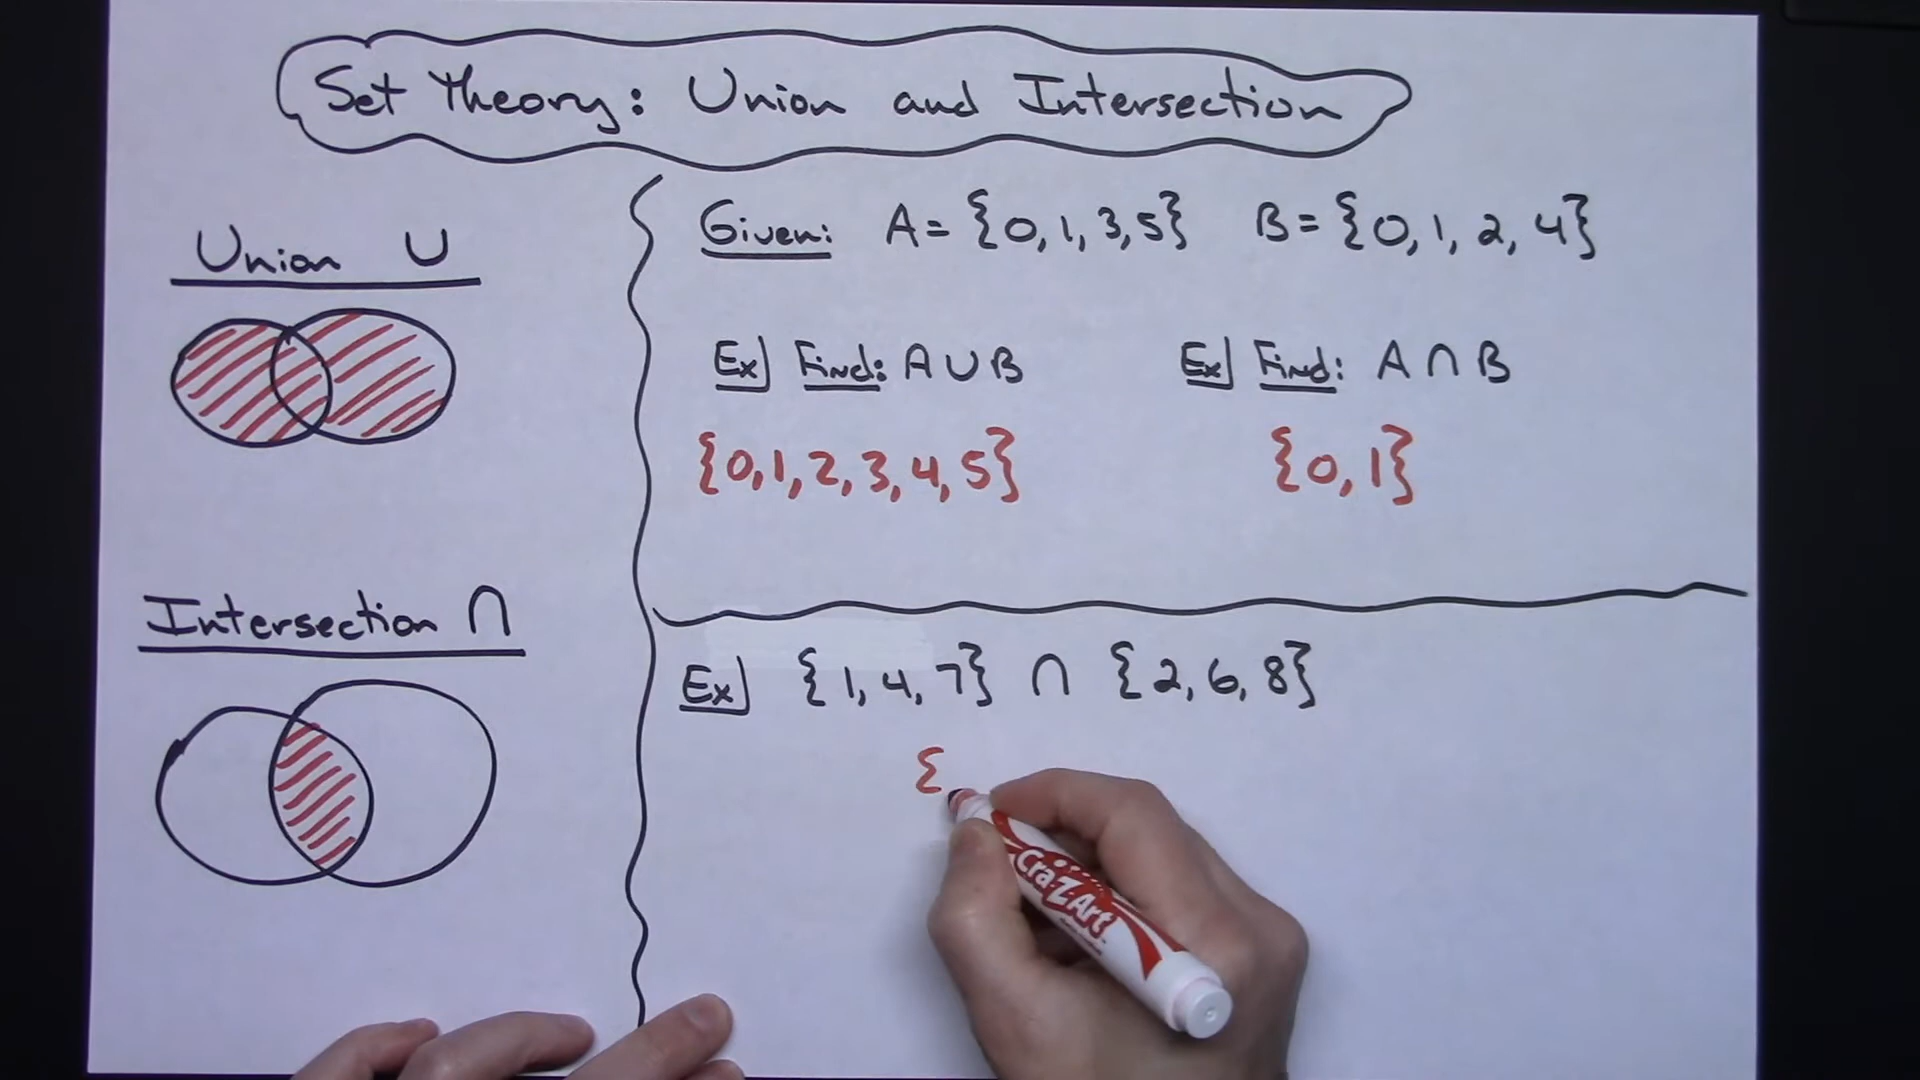 Set Theory: Union and Intersection
Union ∪
Intersection ∩
Given: A = {0, 1, 3, 5} B = {0, 1, 2, 4}
Ex) Find: A ∪ B
{0, 1, 2, 3, 4, 5}
Ex) Find: A ∩ B
{0, 1}
Ex) {1, 4, 7} ∩ {2, 6, 8}
{
Cra-Z-Art